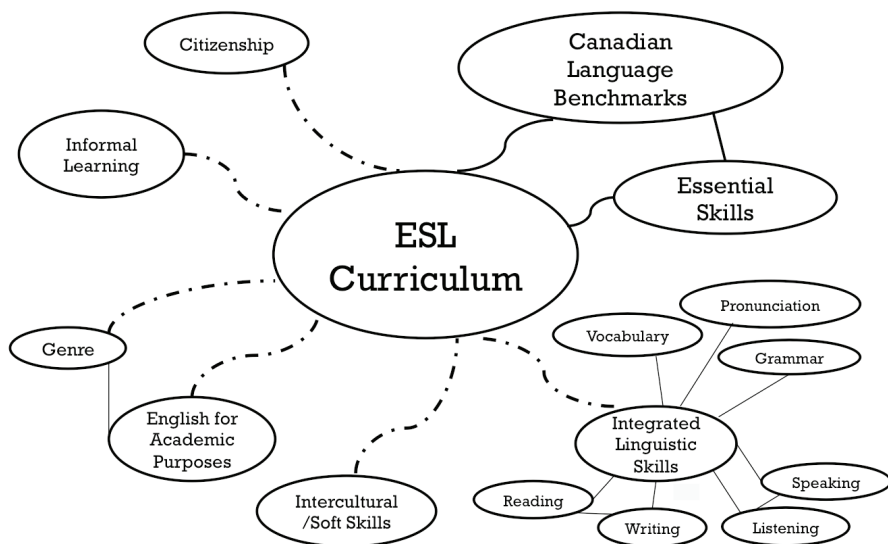 Citizenship
Canadian
Language
Benchmarks
Informal
Learning
Essential
Skills
ESL
Curriculum
Pronunciation
Vocabulary
Grammar
Genre
English for
Academic
Purposes
Integrated
Linguistic
Skills
Intercultural
/Soft Skills
Reading
Writing
Speaking
Listening